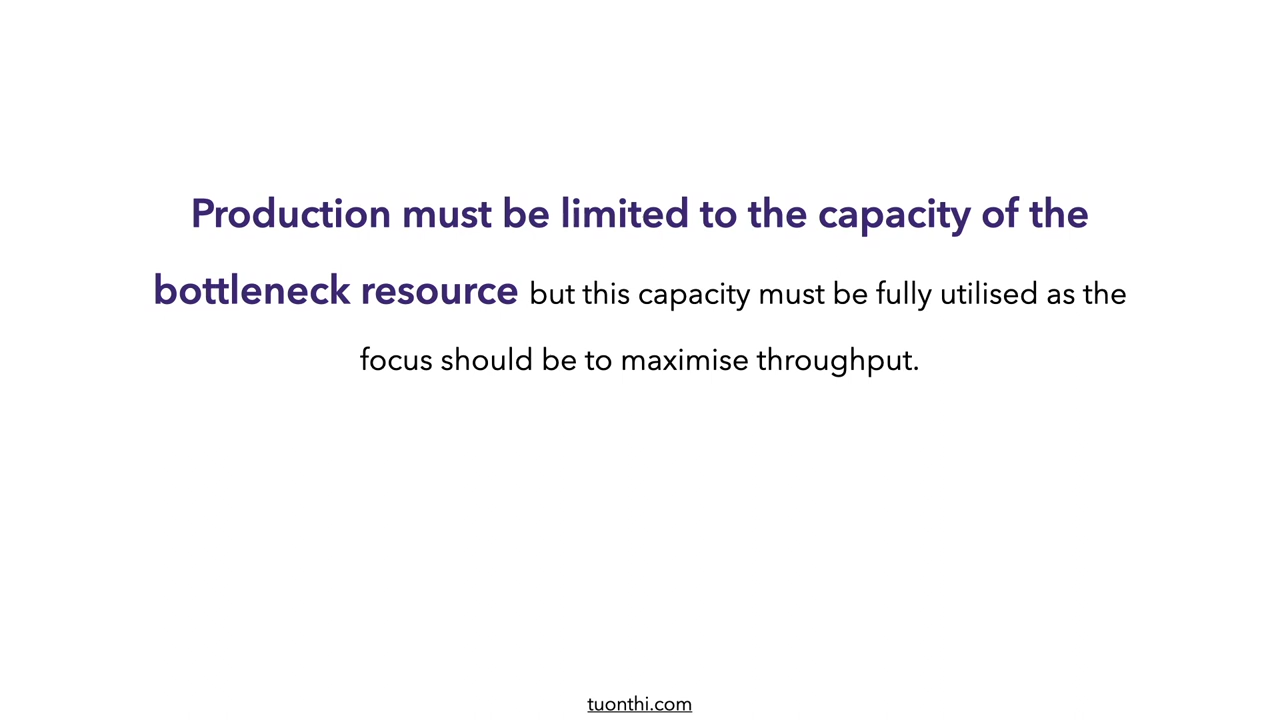 Production must be limited to the capacity of the
bottleneck resource but this capacity must be fully utilised as the
focus should be to maximise throughput.
tuonthi.com